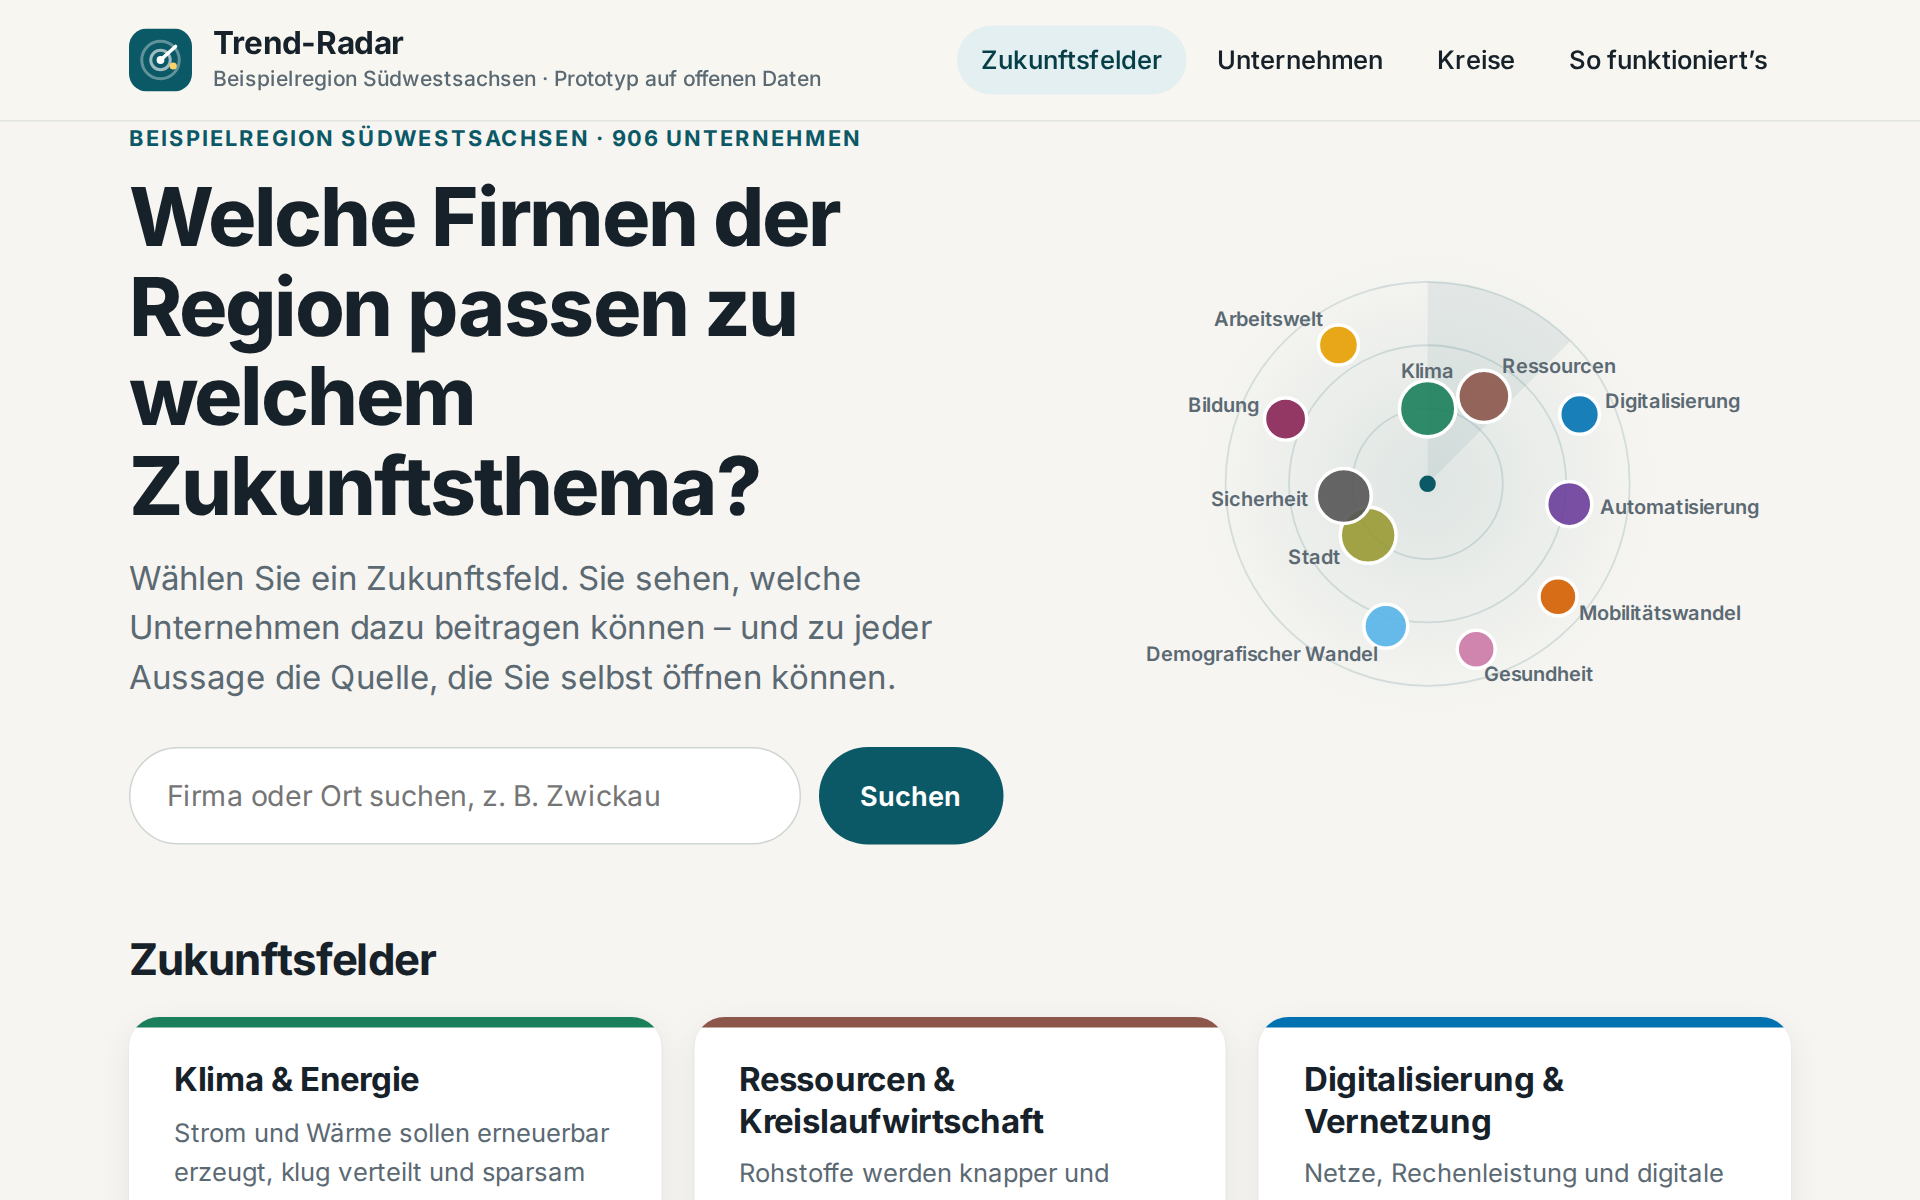 Trend-Radar
Beispielregion Südwestsachsen · Prototyp auf offenen Daten
Zukunftsfelder
Unternehmen
Kreise
So funktioniert’s
BEISPIELREGION SÜDWESTSACHSEN · 906 UNTERNEHMEN
Welche Firmen der
Region passen zu
welchem
Zukunftsthema?
Wählen Sie ein Zukunftsfeld. Sie sehen, welche
Unternehmen dazu beitragen können – und zu jeder
Aussage die Quelle, die Sie selbst öffnen können.
Firma oder Ort suchen, z. B. Zwickau
Suchen
Arbeitswelt
Klima
Ressourcen
Bildung
Digitalisierung
Sicherheit
Automatisierung
Stadt
Mobilitätswandel
Demografischer Wandel
Gesundheit
Zukunftsfelder
Klima & Energie
Strom und Wärme sollen erneuerbar
erzeugt, klug verteilt und sparsam
Ressourcen &
Kreislaufwirtschaft
Rohstoffe werden knapper und
Digitalisierung &
Vernetzung
Netze, Rechenleistung und digitale